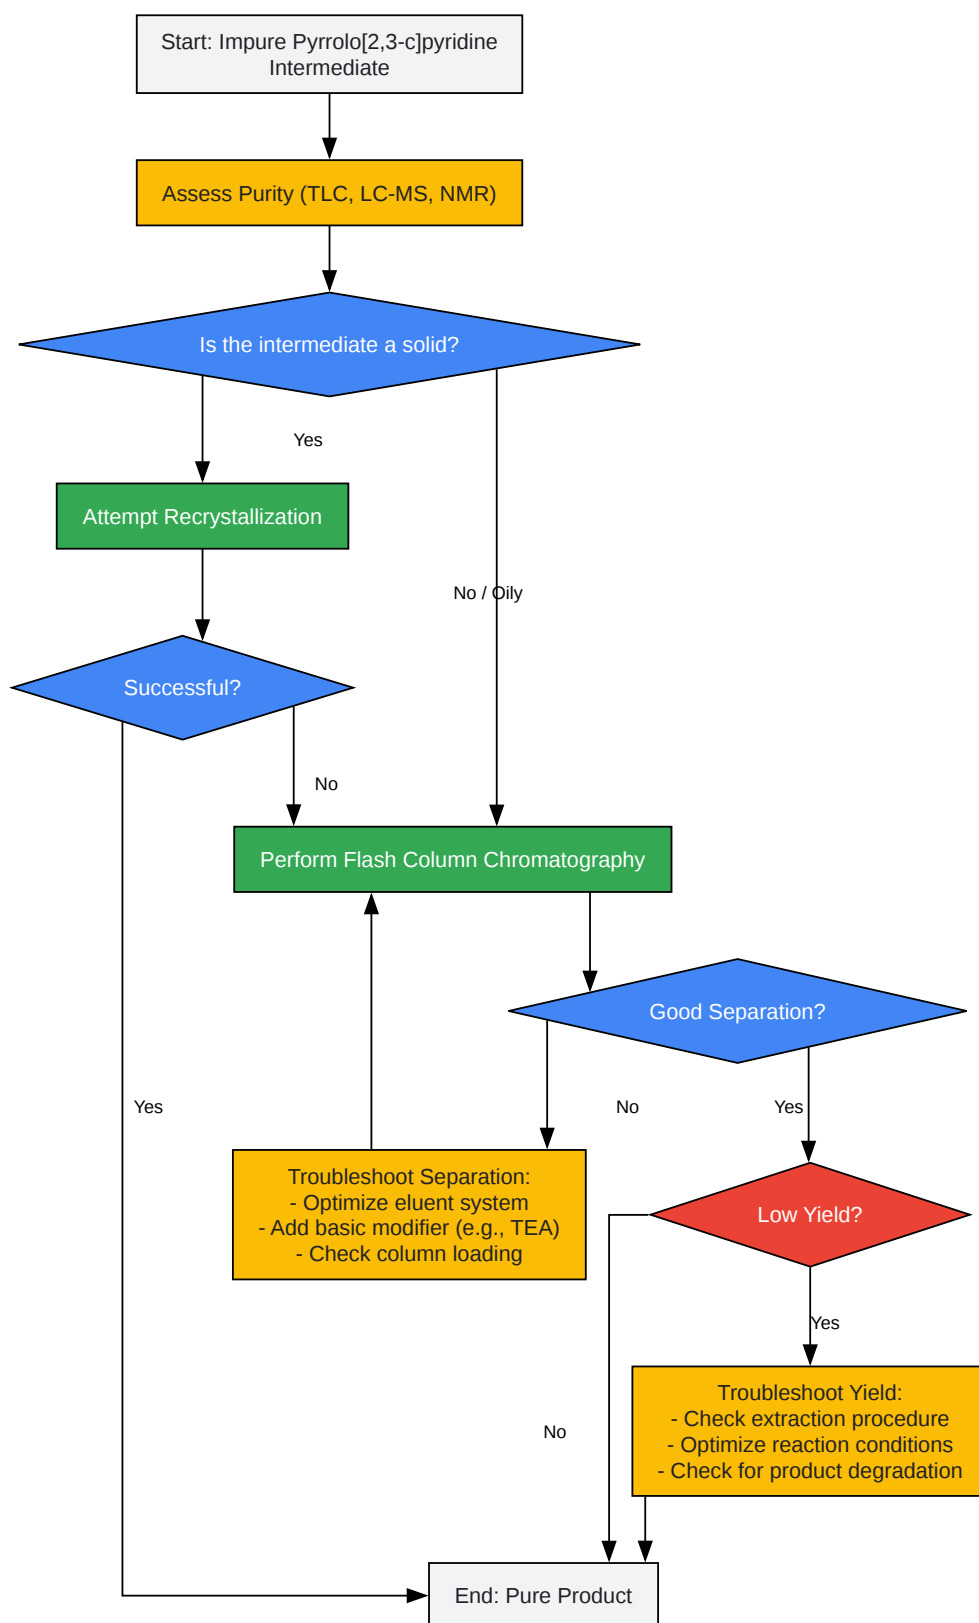 Start: Impure Pyrrolo[2,3-c]pyridine
Intermediate
Assess Purity (TLC, LC-MS, NMR)
Is the intermediate a solid?
Yes
Attempt Recrystallization
No / Oily
Successful?
No
Perform Flash Column Chromatography
Good Separation?
Yes
No
Yes
Troubleshoot Separation:
- Optimize eluent system
- Add basic modifier (e.g., TEA)
- Check column loading
Low Yield?
Yes
Troubleshoot Yield:
- Check extraction procedure
- Optimize reaction conditions
- Check for product degradation
No
End: Pure Product